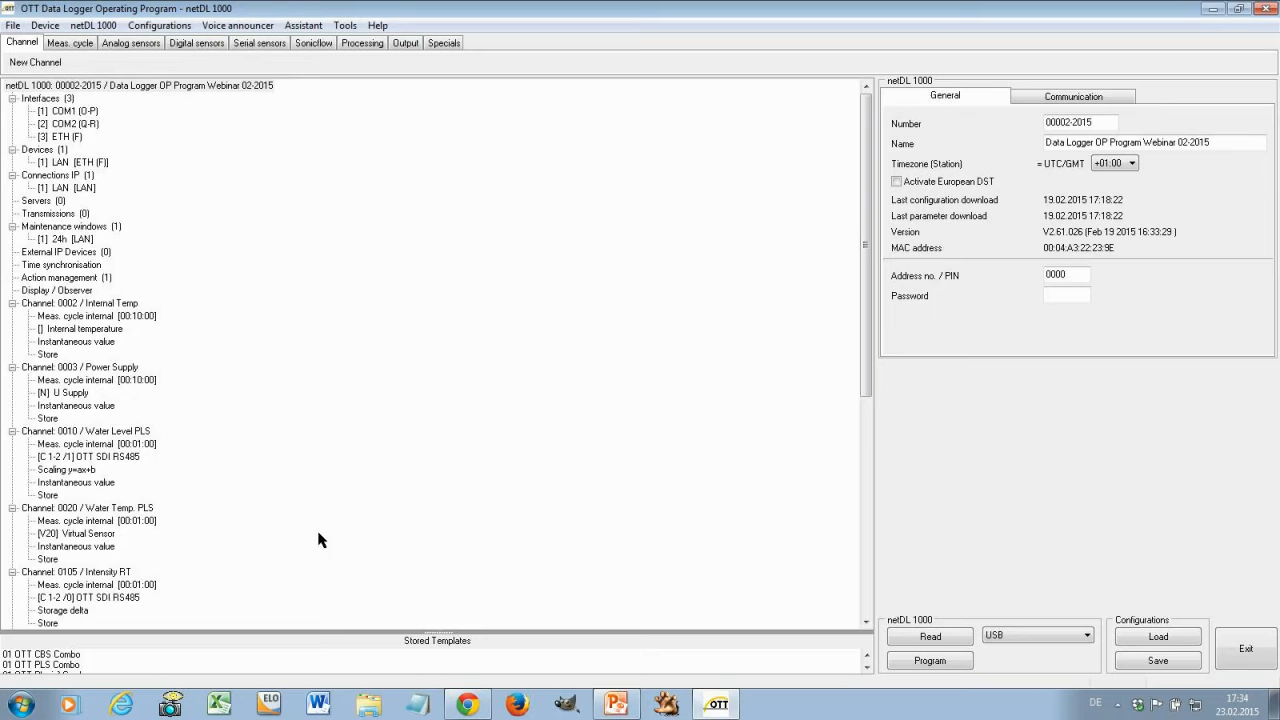 OTT Data Logger Operating Program - netDL 1000
File Device netDL 1000 Configurations Voice announcer Assistant Tools Help
Channel Meas. cycle Analog sensors Digital sensors Serial sensors Sonicflow Processing Output Specials
New Channel
netDL 1000: 00002-2015 / Data Logger OP Program Webinar 02-2015
Interfaces (3)
[1] COM1 (O-P)
[2] COM2 (Q-R)
[3] ETH (F)
Devices (1)
[1] LAN [ETH (F)]
Connections IP (1)
[1] LAN [LAN]
Servers (0)
Transmissions (0)
Maintenance windows (1)
[1] 24h [LAN]
External IP Devices (0)
Time synchronisation
Action management (1)
Display / Observer
Channel: 0002 / Internal Temp
Meas. cycle internal [00:10:00]
[] Internal temperature
Instantaneous value
Store
Channel: 0003 / Power Supply
Meas. cycle internal [00:10:00]
[N] U Supply
Instantaneous value
Store
Channel: 0010 / Water Level PLS
Meas. cycle internal [00:01:00]
[C 1-2 /1] OTT SDI RS485
Scaling y=ax+b
Instantaneous value
Store
Channel: 0020 / Water Temp. PLS
Meas. cycle internal [00:01:00]
[V20] Virtual Sensor
Instantaneous value
Store
Channel: 0105 / Intensity RT
Meas. cycle internal [00:01:00]
[C 1-2 /0] OTT SDI RS485
Storage delta
Store
Stored Templates
01 OTT CBS Combo
01 OTT PLS Combo
netDL 1000
General Communication
Number 00002-2015
Name Data Logger OP Program Webinar 02-2015
Timezone (Station) = UTC/GMT +01:00
Activate European DST
Last configuration download 19.02.2015 17:18:22
Last parameter download 19.02.2015 17:18:22
Version V2.61.026 (Feb 19 2015 16:33:29 )
MAC address 00:04:A3:22:23:9E
Address no. / PIN 0000
Password
netDL 1000 Configurations
Read USB Load
Program Save
Exit
ELO
OTT
DE
17:34
23.02.2015